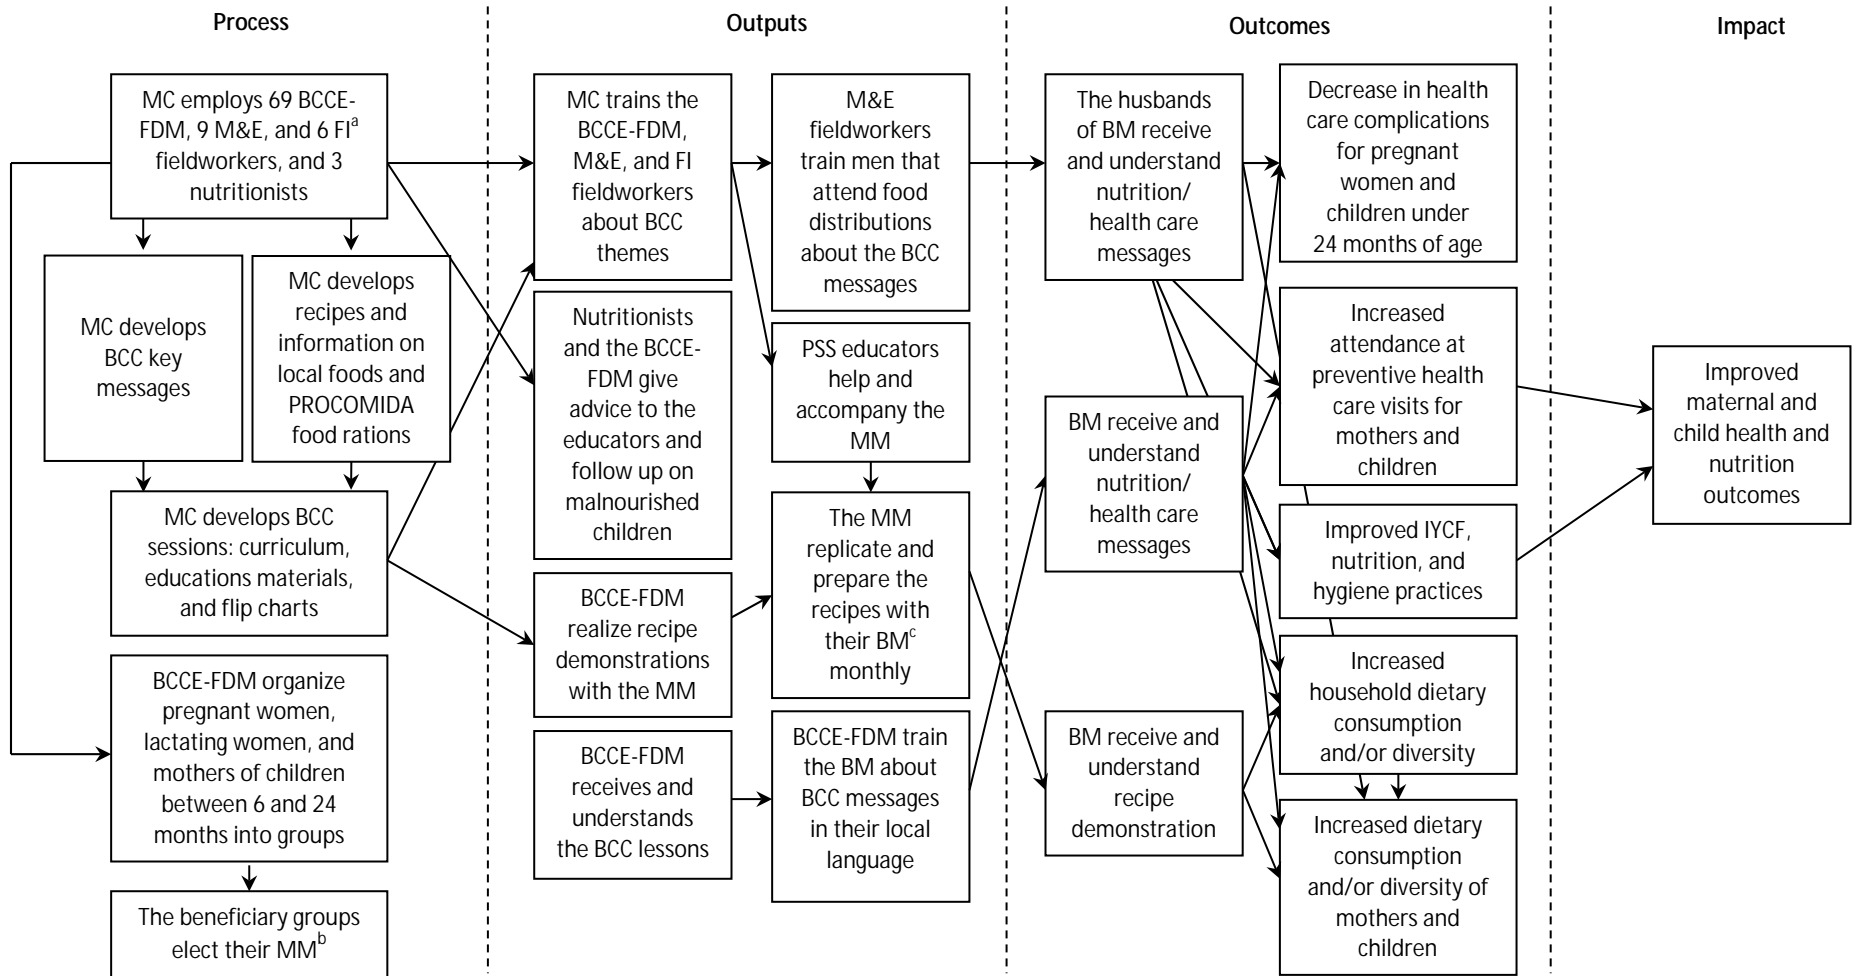 Process
Outputs
Outcomes
Impact
MC employs 69 BCCE-
FDM, 9 M&E, and 6 FIa
fieldworkers, and 3
nutritionists
MC develops
BCC key
messages
MC develops
recipes and
information on
local foods and
PROCOMIDA
food rations
MC develops BCC
sessions: curriculum,
educations materials,
and flip charts
BCCE-FDM organize
pregnant women,
lactating women, and
mothers of children
between 6 and 24
months into groups
The beneficiary groups
elect their MMb
MC trains the
BCCE-FDM,
M&E, and FI
fieldworkers
about BCC
themes
Nutritionists
and the BCCE-
FDM give
advice to the
educators and
follow up on
malnourished
children
BCCE-FDM
realize recipe
demonstrations
with the MM
BCCE-FDM
receives and
understands
the BCC lessons
M&E
fieldworkers
train men that
attend food
distributions
about the BCC
messages
PSS educators
help and
accompany the
MM
The MM
replicate and
prepare the
recipes with
their BMc
monthly
BCCE-FDM train
the BM about
BCC messages
in their local
language
The husbands
of BM receive
and understand
nutrition/
health care
messages
BM receive and
understand
nutrition/
health care
messages
BM receive and
understand
recipe
demonstration
Decrease in health
care complications
for pregnant
women and
children under
24 months of age
Increased
attendance at
preventive health
care visits for
mothers and
children
Improved IYCF,
nutrition, and
hygiene practices
Increased
household dietary
consumption
and/or diversity
Increased dietary
consumption
and/or diversity of
mothers and
children
Improved
maternal and
child health and
nutrition
outcomes